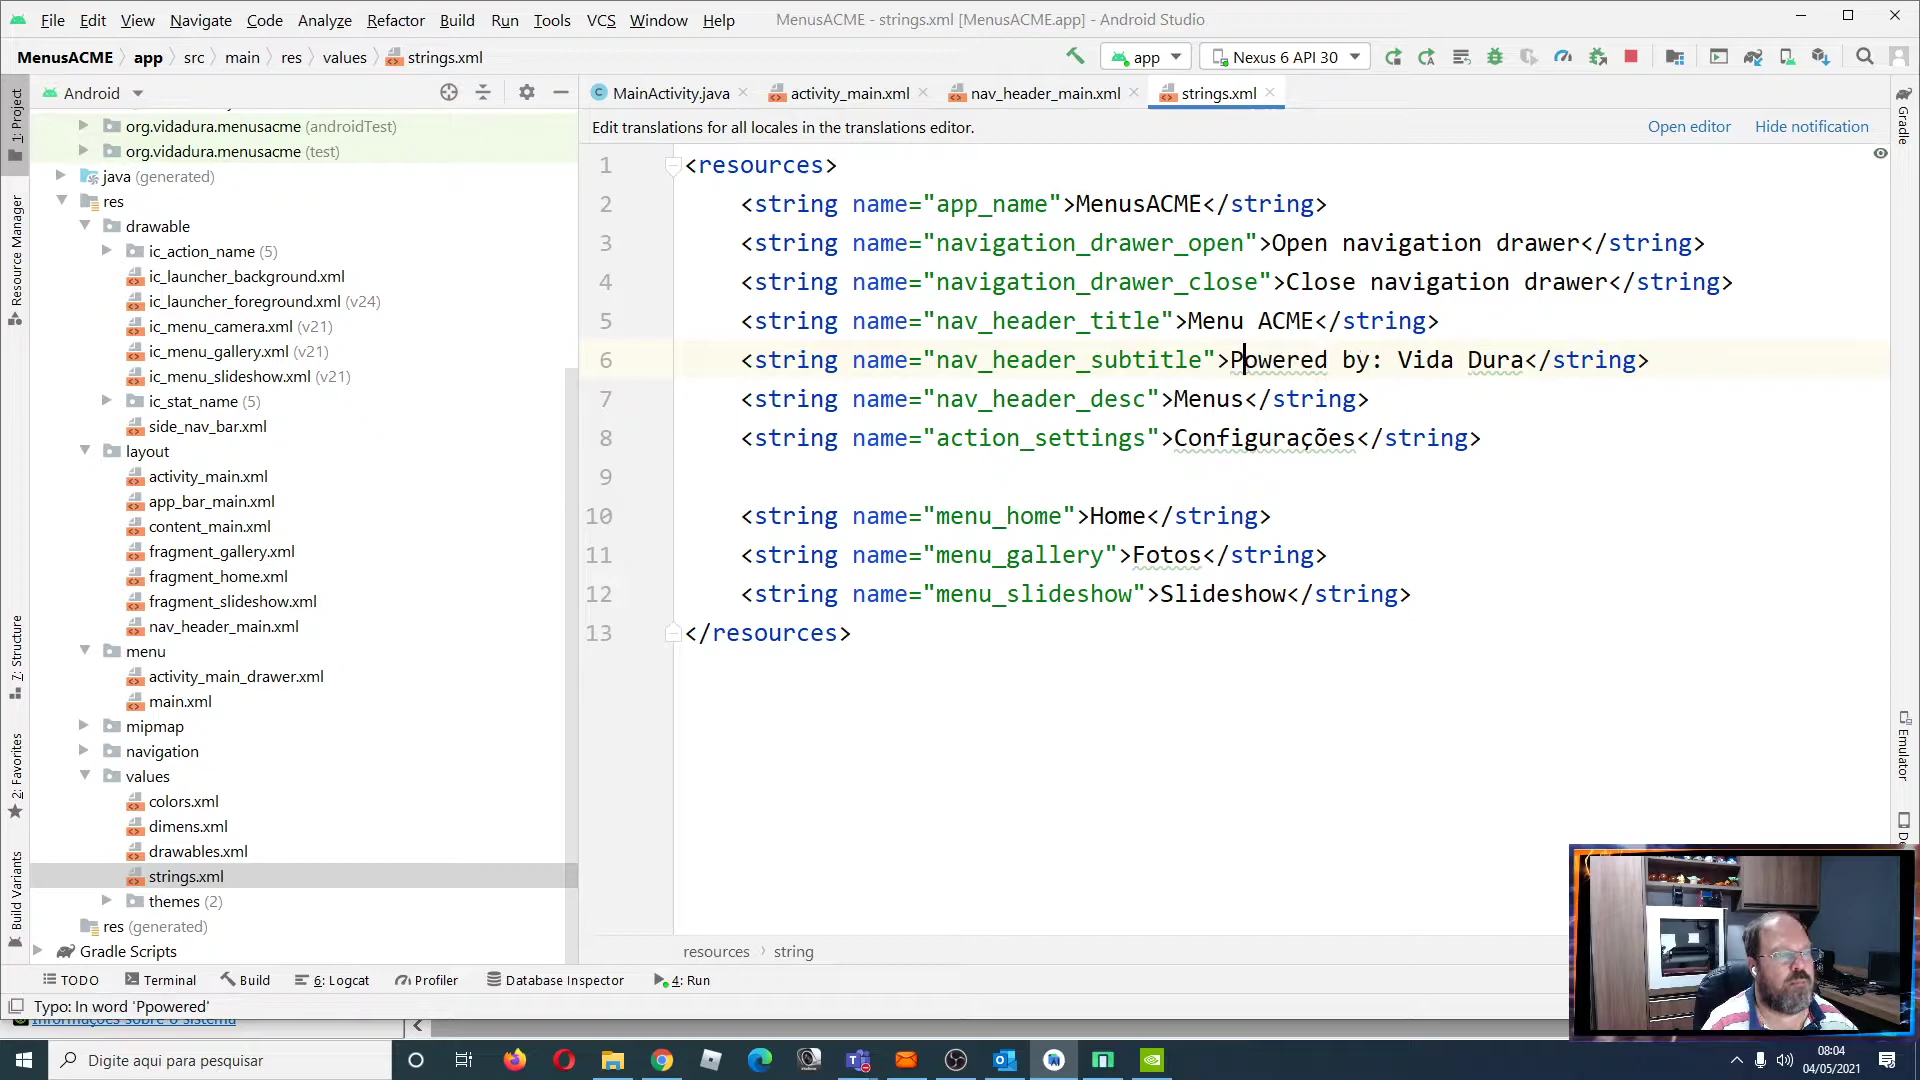 File Edit View Navigate Code Analyze Refactor Build Run Tools VCS Window Help MenusACME - strings.xml [MenusACME.app] - Android Studio
MenusACME app src main res values strings.xml app Nexus 6 API 30
Android MainActivity.java activity_main.xml nav_header_main.xml strings.xml
Edit translations for all locales in the translations editor. Open editor Hide notification
1: Project
Resource Manager
7: Structure
2: Favorites
Build Variants
org.vidadura.menusacme (androidTest)
org.vidadura.menusacme (test)
java (generated)
res
drawable
ic_action_name (5)
ic_launcher_background.xml
ic_launcher_foreground.xml (v24)
ic_menu_camera.xml (v21)
ic_menu_gallery.xml (v21)
ic_menu_slideshow.xml (v21)
ic_stat_name (5)
side_nav_bar.xml
layout
activity_main.xml
app_bar_main.xml
content_main.xml
fragment_gallery.xml
fragment_home.xml
fragment_slideshow.xml
nav_header_main.xml
menu
activity_main_drawer.xml
main.xml
mipmap
navigation
values
colors.xml
dimens.xml
drawables.xml
strings.xml
themes (2)
res (generated)
Gradle Scripts
1 <resources>
2 <string name="app_name">MenusACME</string>
3 <string name="navigation_drawer_open">Open navigation drawer</string>
4 <string name="navigation_drawer_close">Close navigation drawer</string>
5 <string name="nav_header_title">Menu ACME</string>
6 <string name="nav_header_subtitle">Powered by: Vida Dura</string>
7 <string name="nav_header_desc">Menus</string>
8 <string name="action_settings">Configurações</string>
9
10 <string name="menu_home">Home</string>
11 <string name="menu_gallery">Fotos</string>
12 <string name="menu_slideshow">Slideshow</string>
13 </resources>
Gradle
Emulator
resources string
TODO Terminal Build 6: Logcat Profiler Database Inspector 4: Run
Typo: In word 'Ppowered'
Informações sobre o sistema
Digite aqui para pesquisar
08:04
04/05/2021